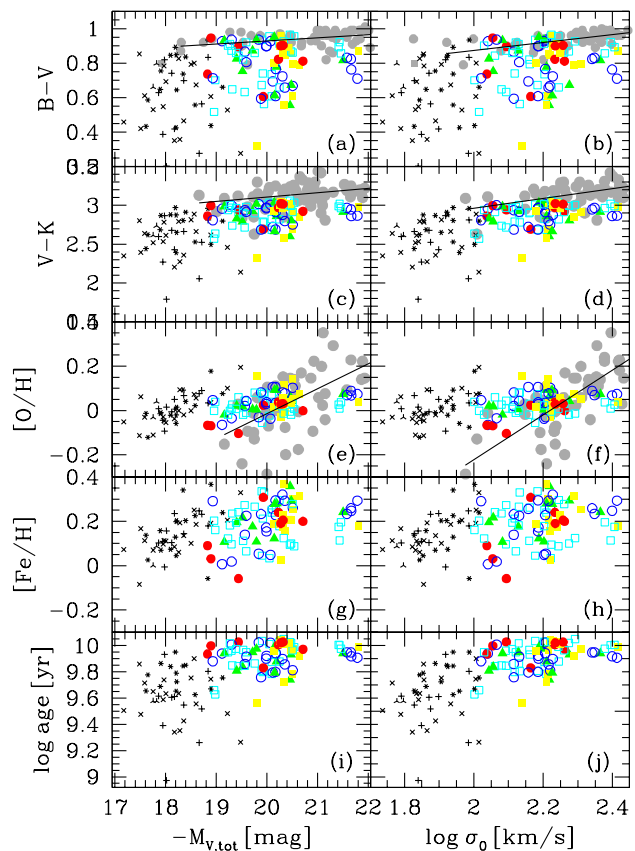 1
0.8
0.6
0.4
B-V
(a)
(b)
3.5
3
2.5
2
V-K
(c)
(d)
0.4
0.2
0
-0.2
[O/H]
(e)
(f)
0.4
0.2
0
-0.2
[Fe/H]
(g)
(h)
10
9.8
9.6
9.4
9.2
9
log age [yr]
(i)
(j)
17 18 19 20 21 22 1.8 2 2.2 2.4
-M_V,tot [mag] log σ_0 [km/s]